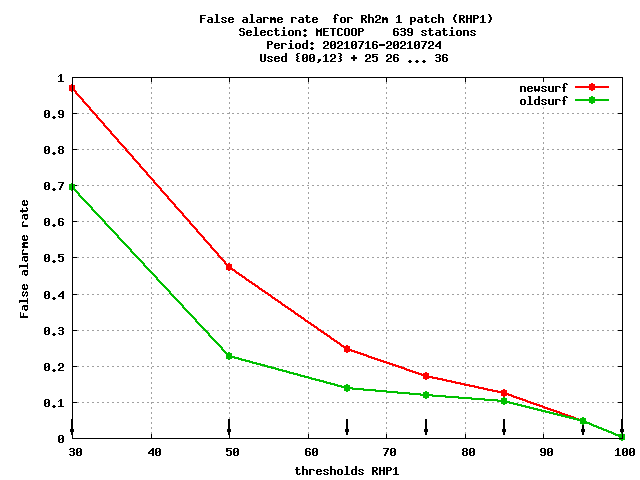 False alarme rate  for Rh2m 1 patch (RHP1)
Selection: METCOOP    639 stations
Period: 20210716-20210724
Used {00,12} + 25 26 ... 36
newsurf
oldsurf
1
0.9
0.8
0.7
0.6
0.5
0.4
0.3
0.2
0.1
0
False alarme rate
30 40 50 60 70 80 90 100
thresholds RHP1